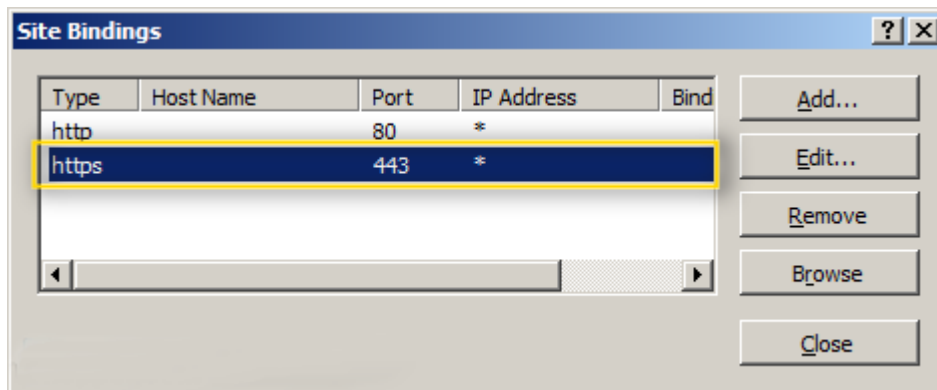 Site Bindings
Type Host Name Port IP Address Bind
http 80 *
https 443 *
Add...
Edit...
Remove
Browse
Close